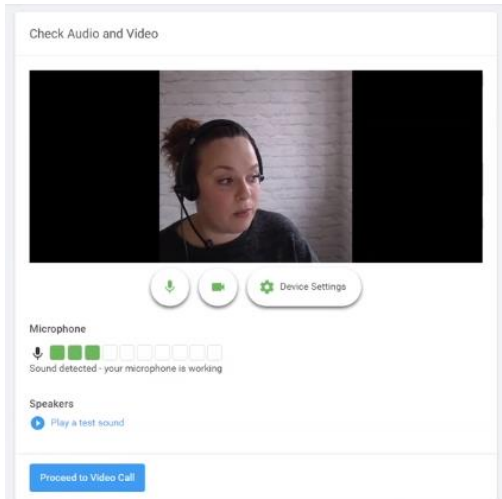 Check Audio and Video
Device Settings
Microphone
Sound detected - your microphone is working
Speakers
Play a test sound
Proceed to Video Call